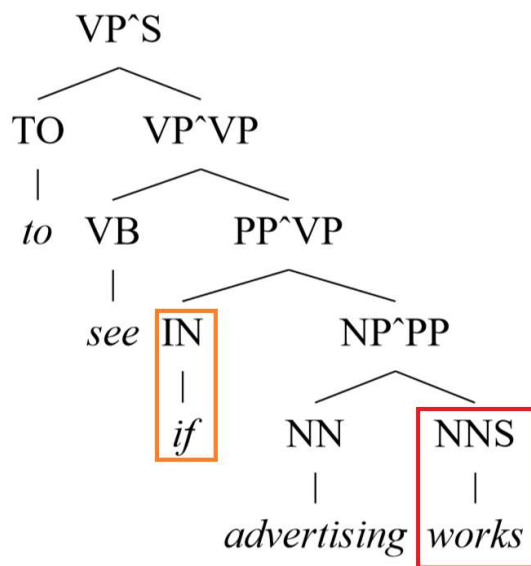 VP^S
TO VP^VP
to VB PP^VP
see IN NP^PP
if NN NNS
advertising works